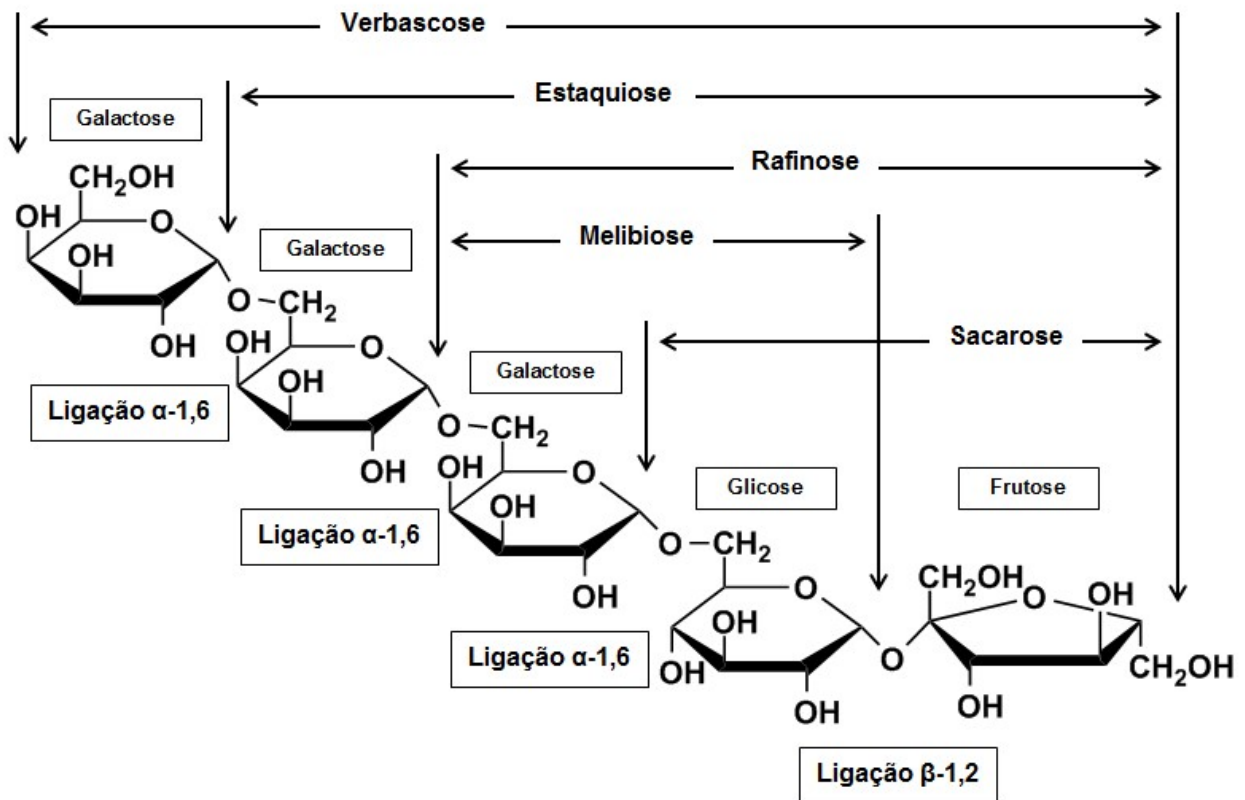 Verbascose
Estaquiose
Galactose
Rafinose
CH₂OH
O
OH
Galactose
Melibiose
OH
O–CH₂
OH
OH
O
Sacarose
Galactose
Ligação α-1,6
OH
O–CH₂
OH
OH
O
Glicose
Frutose
OH
Ligação α-1,6
O–CH₂
OH
O
CH₂OH
O
OH
OH
Ligação α-1,6
OH
O
CH₂OH
OH
OH
Ligação β-1,2